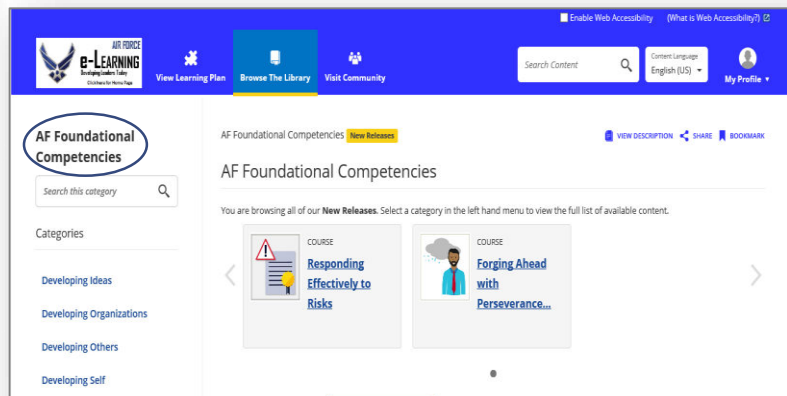 Enable Web Accessibility (What is Web Accessibility?)
AIR FORCE
e-LEARNING
Developing Leaders Today
View Learning Plan
Browse The Library
Visit Community
Search Content
Content Language
English (US)
My Profile
AF Foundational
Competencies
Search this category
Categories
Developing Ideas
Developing Organizations
Developing Others
Developing Self
AF Foundational Competencies New Releases
VIEW DESCRIPTION SHARE BOOKMARK
AF Foundational Competencies
You are browsing all of our New Releases. Select a category in the left hand menu to view the full list of available content.
COURSE
Responding
Effectively to
Risks
COURSE
Forging Ahead
with
Perseverance...